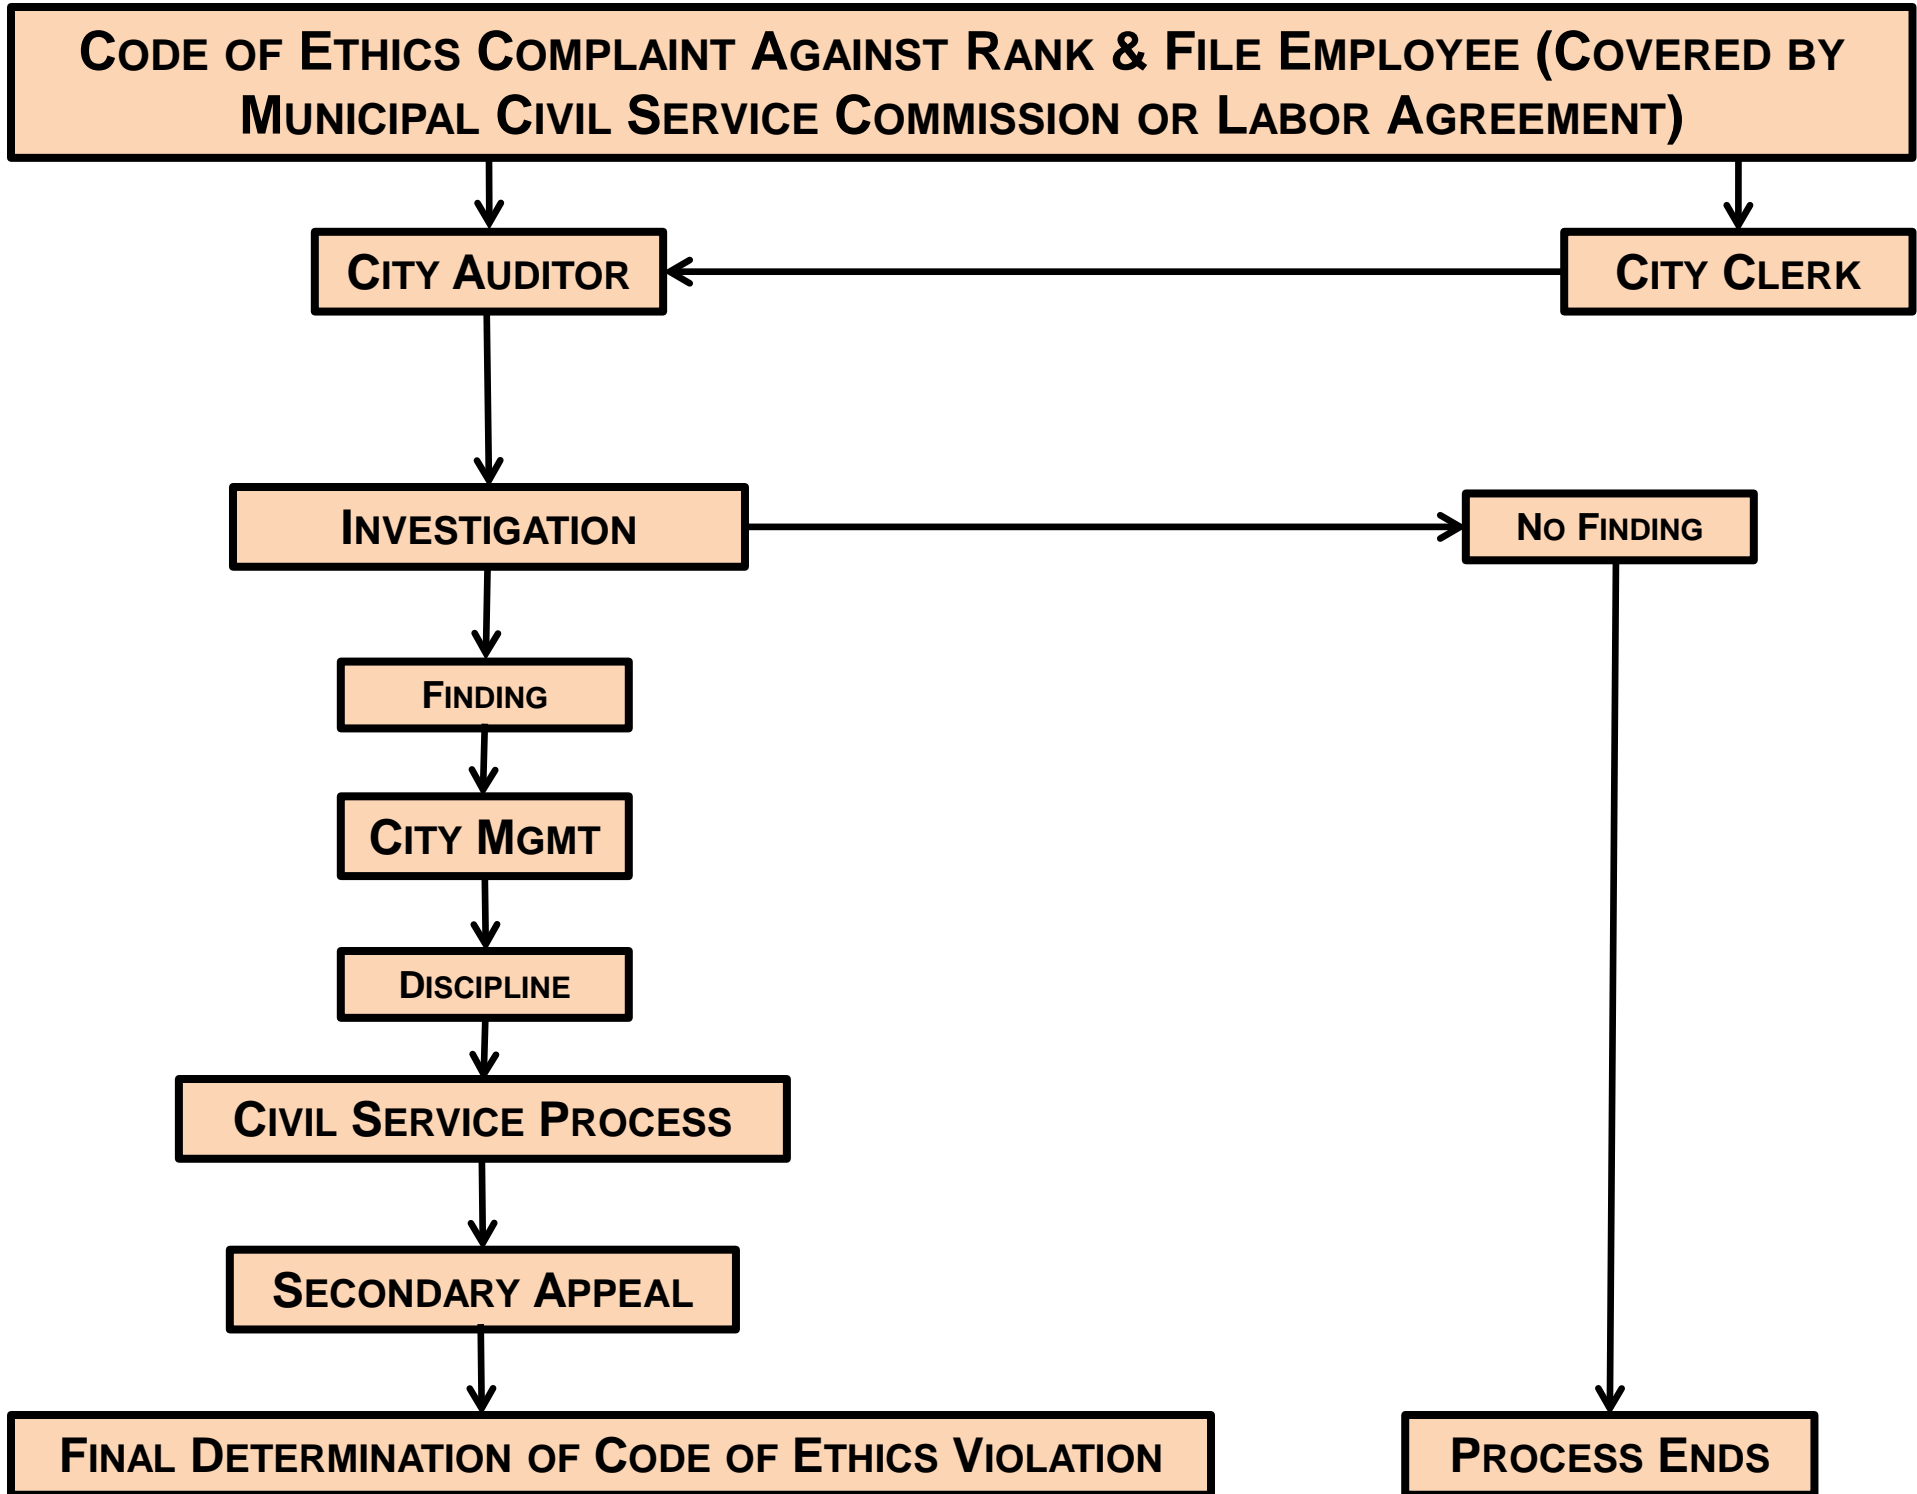 CODE OF ETHICS COMPLAINT AGAINST RANK & FILE EMPLOYEE (COVERED BY
MUNICIPAL CIVIL SERVICE COMMISSION OR LABOR AGREEMENT)
CITY AUDITOR
CITY CLERK
INVESTIGATION
NO FINDING
FINDING
CITY MGMT
DISCIPLINE
CIVIL SERVICE PROCESS
SECONDARY APPEAL
FINAL DETERMINATION OF CODE OF ETHICS VIOLATION
PROCESS ENDS